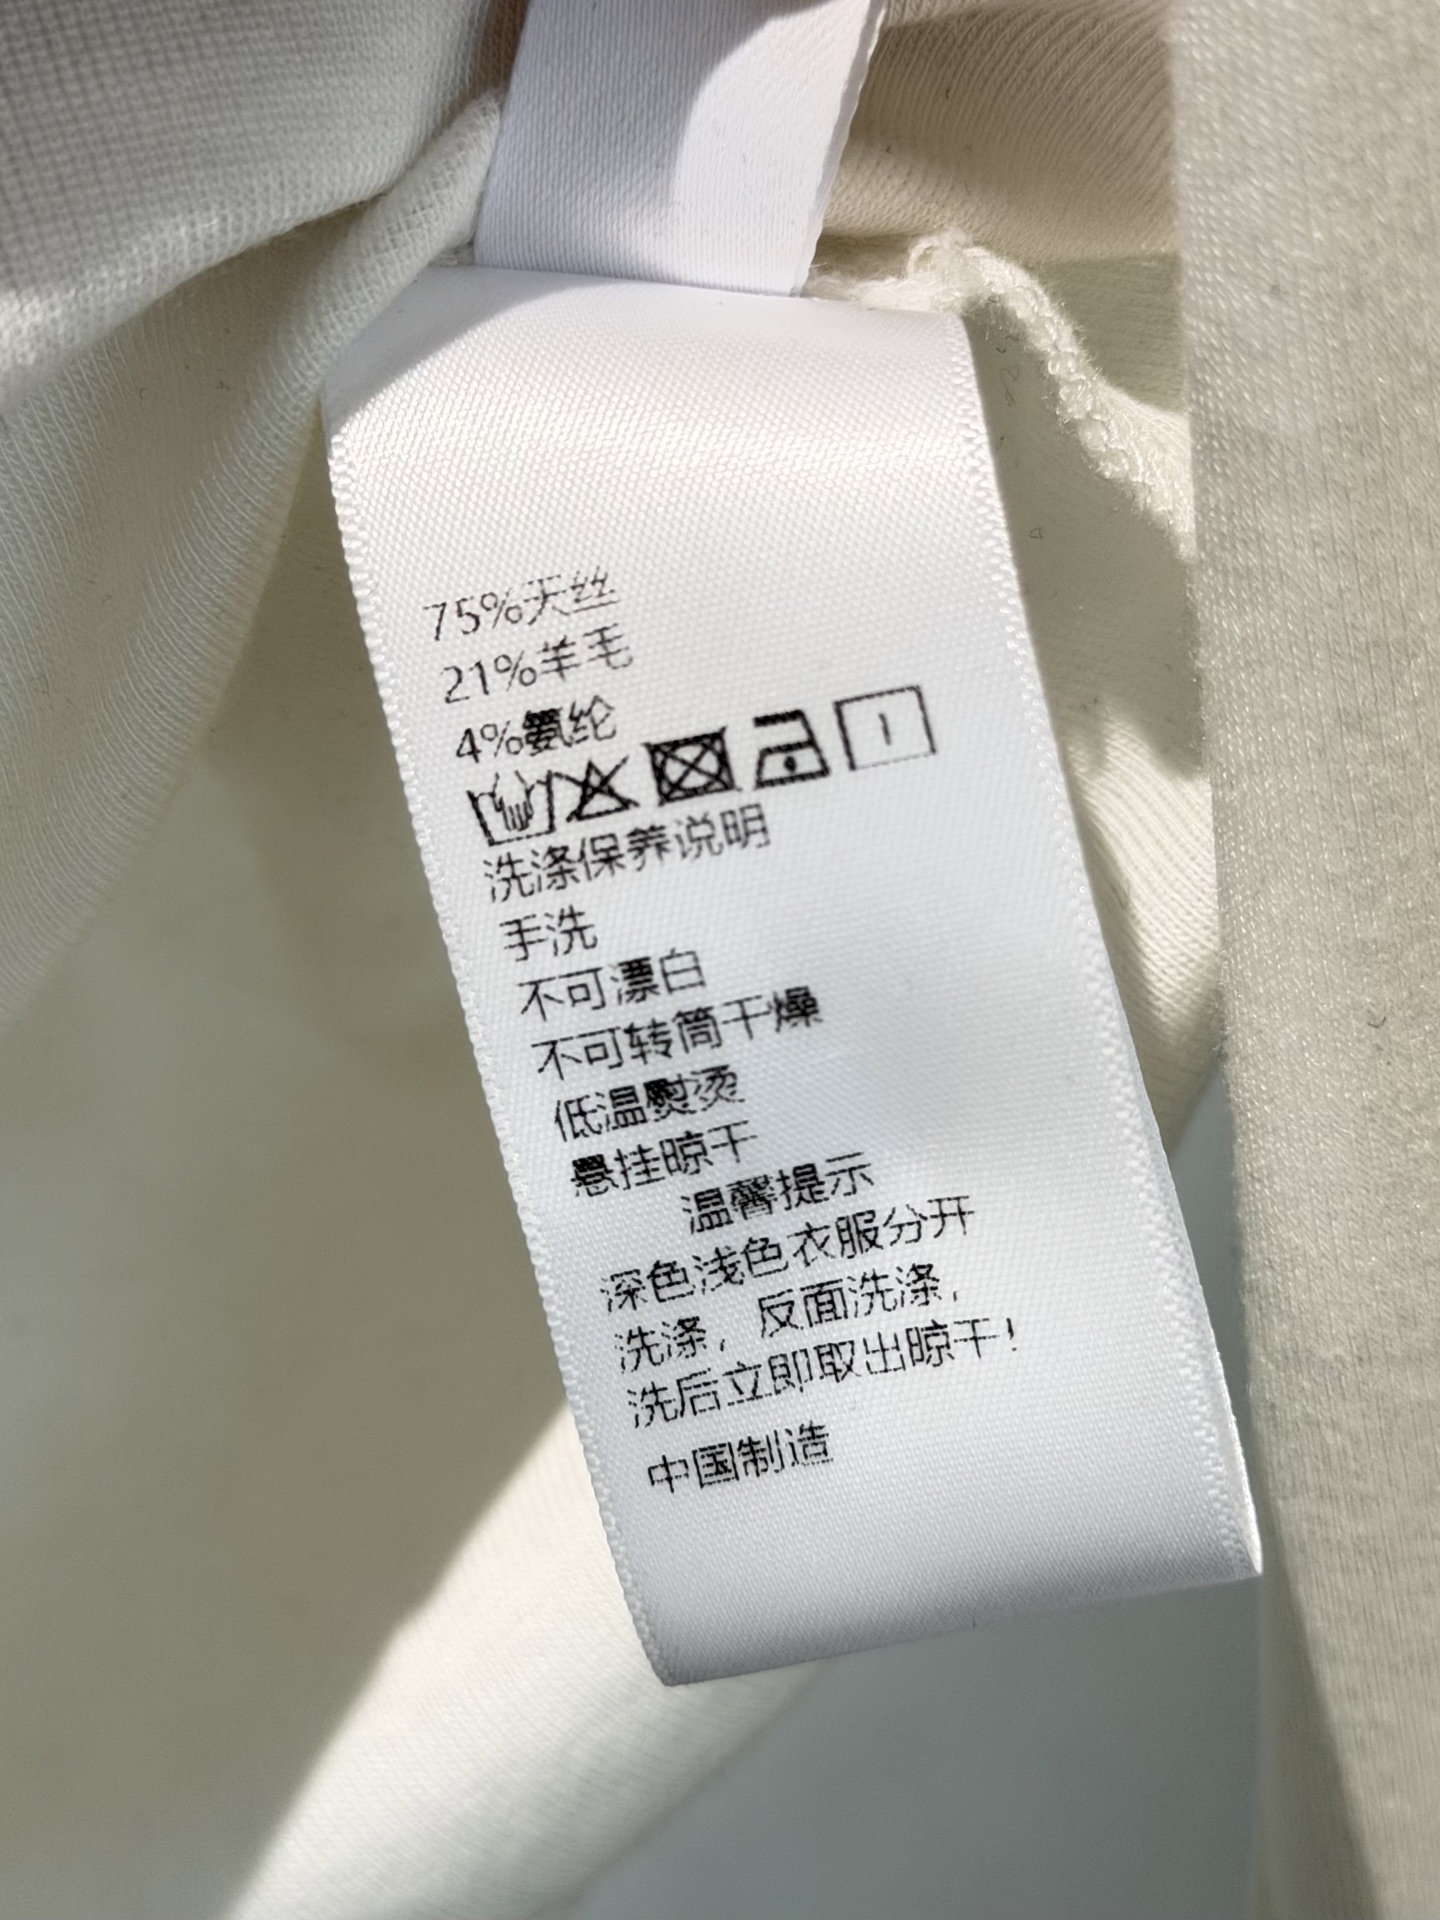 75%天丝
21%羊毛
4%氨纶
洗涤保养说明
手洗
不可漂白
不可转筒干燥
低温熨烫
悬挂晾干
温馨提示
深色浅色衣服分开
洗涤，反面洗涤，
洗后立即取出晾干！
中国制造